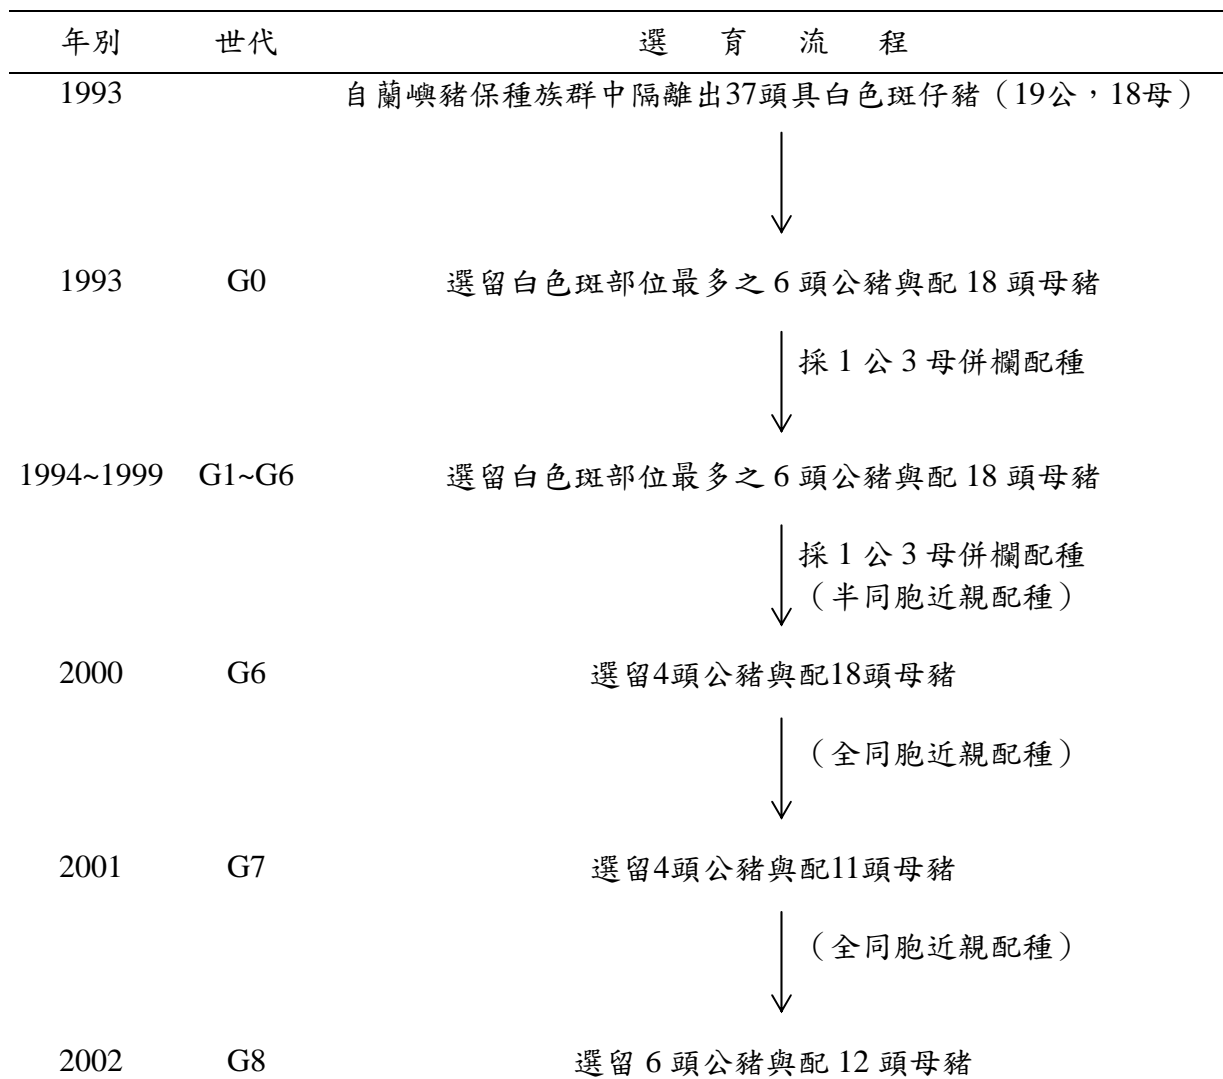 年別 世代 選 育 流 程
1993 自蘭嶼豬保種族群中隔離出37頭具白色斑仔豬（19公，18母）
1993 G0 選留白色斑部位最多之 6 頭公豬與配 18 頭母豬
採 1 公 3 母併欄配種
1994~1999 G1~G6 選留白色斑部位最多之 6 頭公豬與配 18 頭母豬
採 1 公 3 母併欄配種
（半同胞近親配種）
2000 G6 選留4頭公豬與配18頭母豬
（全同胞近親配種）
2001 G7 選留4頭公豬與配11頭母豬
（全同胞近親配種）
2002 G8 選留 6 頭公豬與配 12 頭母豬